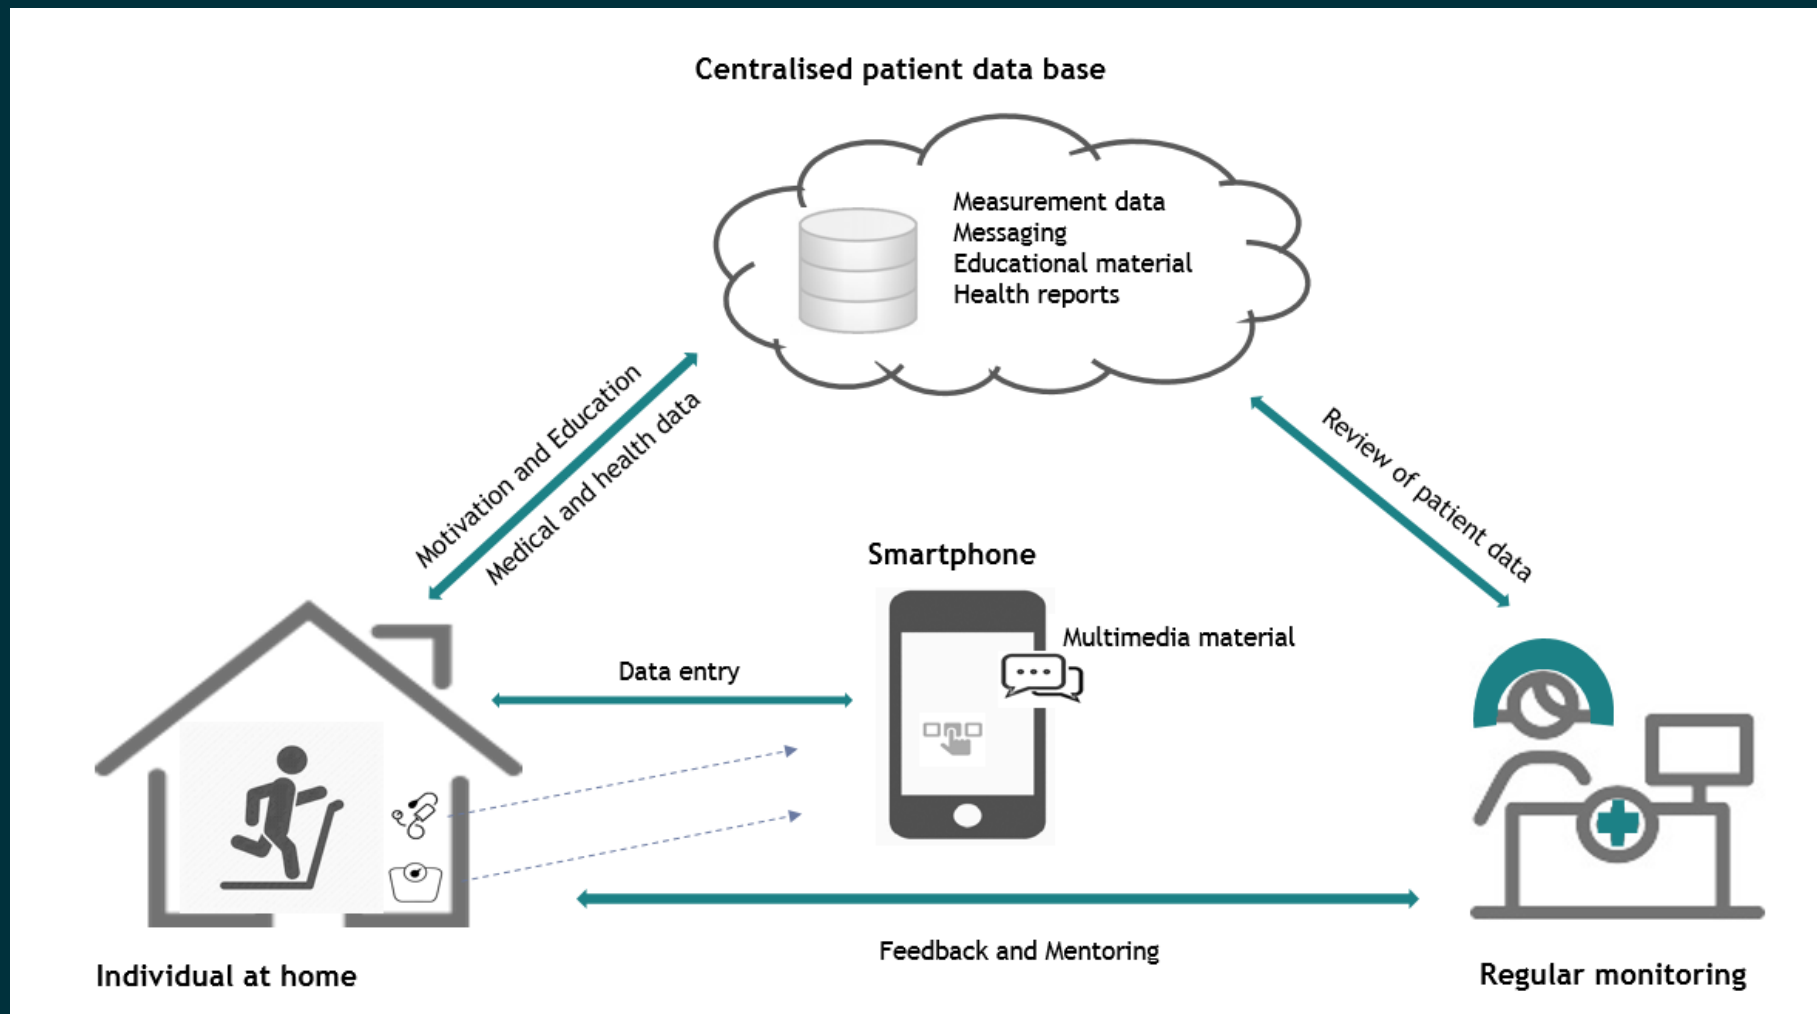 Centralised patient data base
Measurement data
Messaging
Educational material
Health reports
Motivation and Education
Medical and health data
Review of patient data
Smartphone
Multimedia material
Data entry
Feedback and Mentoring
Individual at home
Regular monitoring